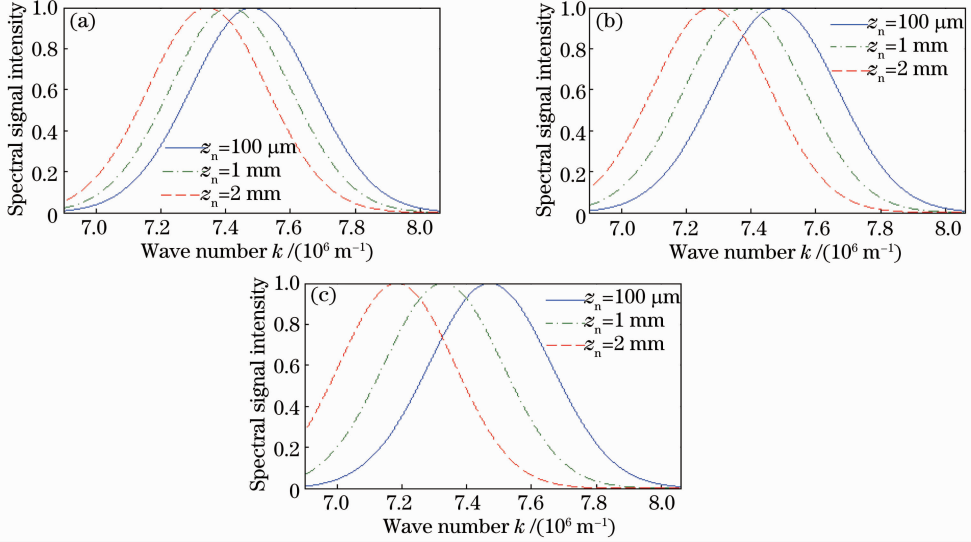 (a)
Spectral signal intensity
1.0
0.8
0.6
0.4
0.2
0
zn=100 μm
zn=1 mm
zn=2 mm
7.0 7.2 7.4 7.6 7.8 8.0
Wave number k /(10⁶ m⁻¹)
(b)
Spectral signal intensity
1.0
0.8
0.6
0.4
0.2
0
zn=100 μm
zn=1 mm
zn=2 mm
7.0 7.2 7.4 7.6 7.8 8.0
Wave number k /(10⁶ m⁻¹)
(c)
Spectral signal intensity
1.0
0.8
0.6
0.4
0.2
0
zn=100 μm
zn=1 mm
zn=2 mm
7.0 7.2 7.4 7.6 7.8 8.0
Wave number k /(10⁶ m⁻¹)